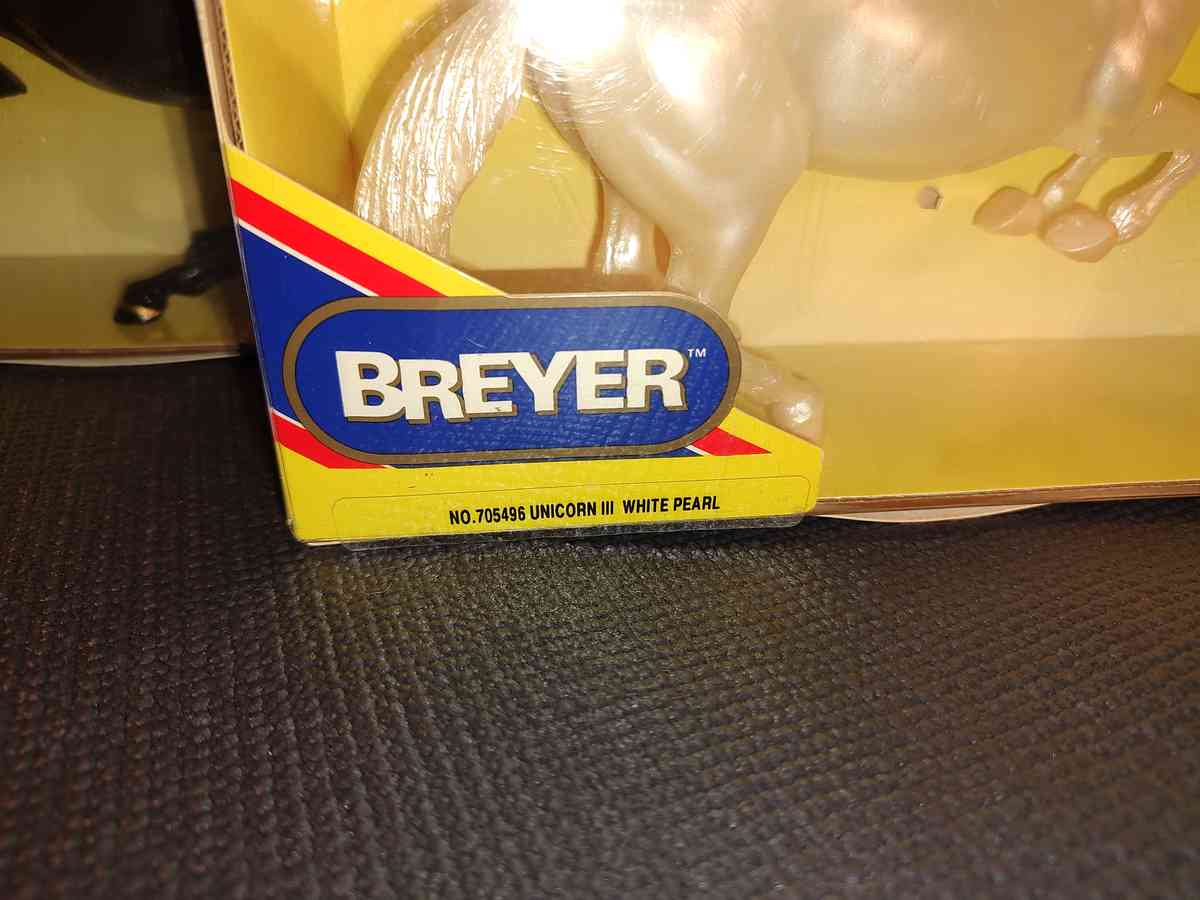 BREYER™
NO.705496 UNICORN III WHITE PEARL